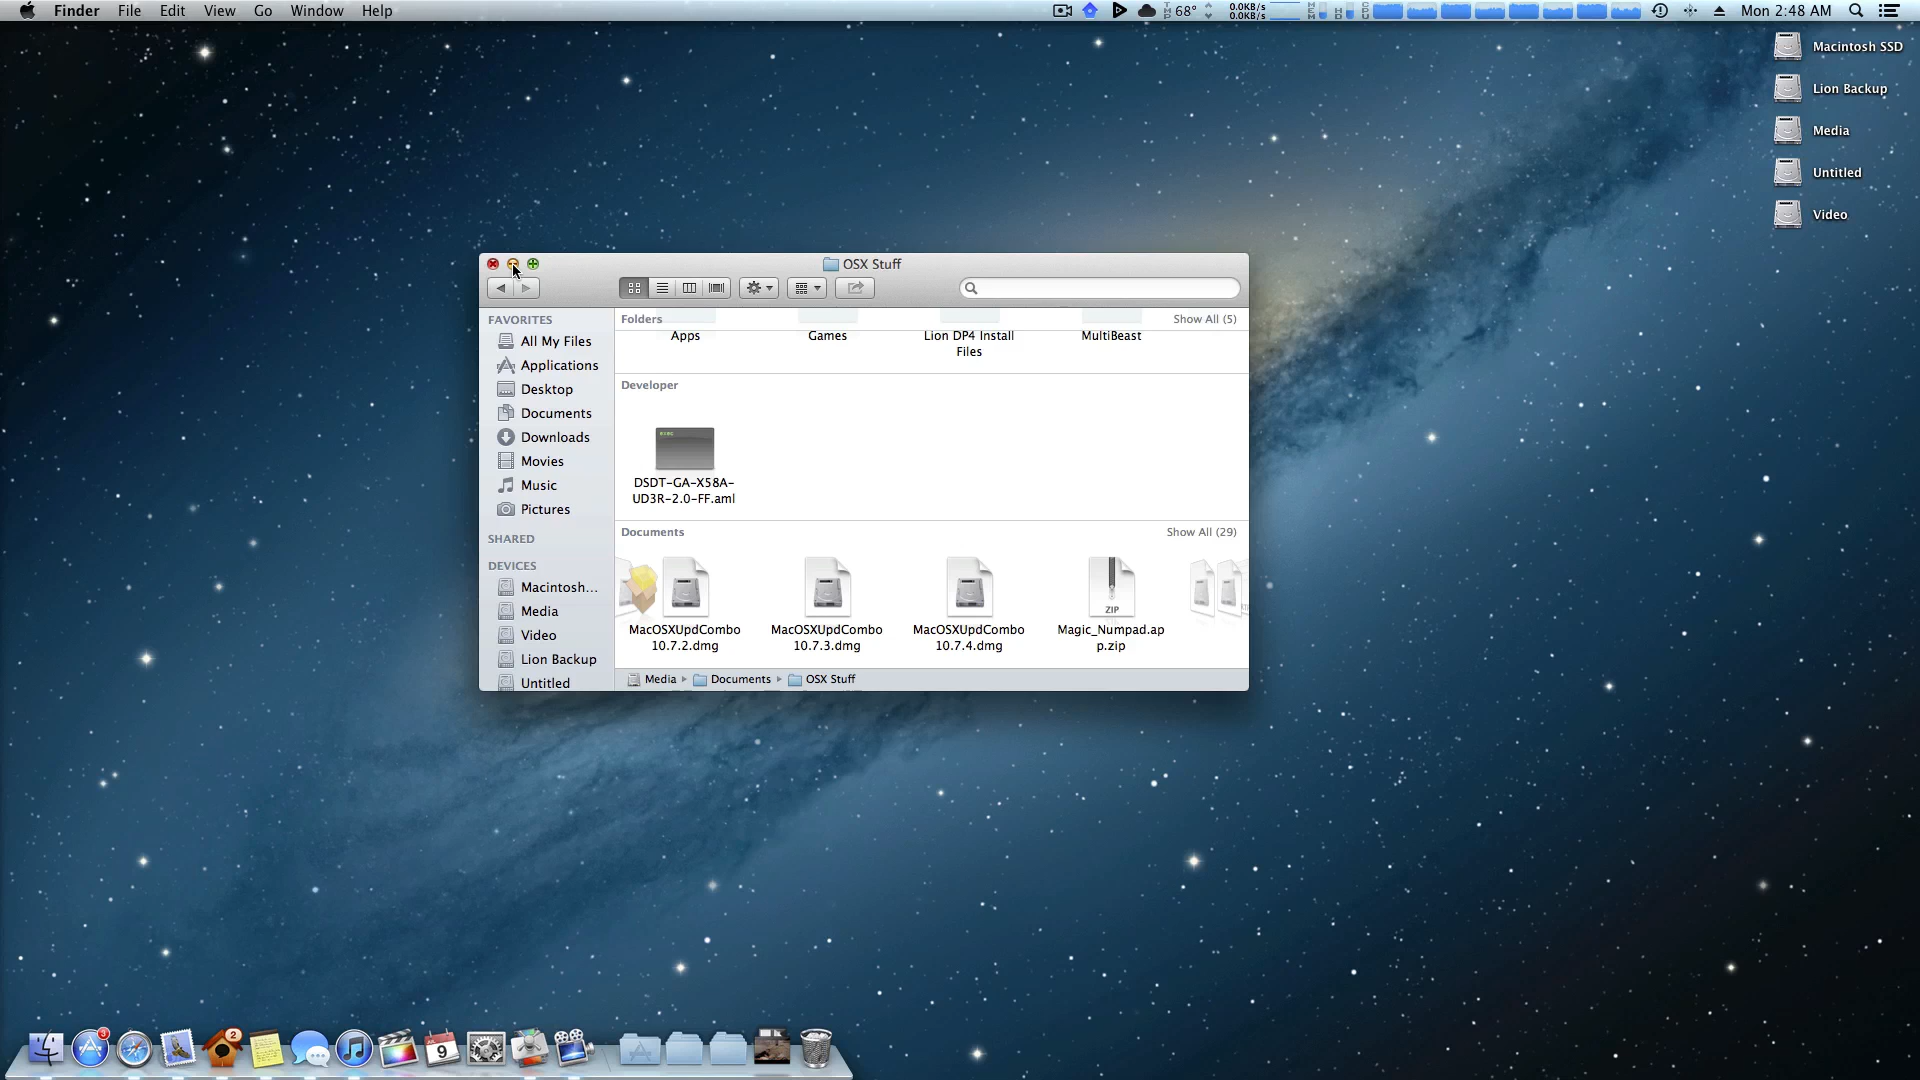 Finder File Edit View Go Window Help
68° 0.0KB/s Mon 2:48 AM
0.0KB/s
Macintosh SSD
Lion Backup
Media
Untitled
Video
OSX Stuff
FAVORITES
All My Files
Applications
Desktop
Documents
Downloads
Movies
Music
Pictures
SHARED
DEVICES
Macintosh...
Media
Video
Lion Backup
Untitled
Folders Show All (5)
Apps Games Lion DP4 Install MultiBeast
Files
Developer
DSDT-GA-X58A-
UD3R-2.0-FF.aml
Documents Show All (29)
ZIP
MacOSXUpdCombo MacOSXUpdCombo MacOSXUpdCombo Magic_Numpad.ap
10.7.2.dmg 10.7.3.dmg 10.7.4.dmg p.zip
Media Documents OSX Stuff
3
2
9